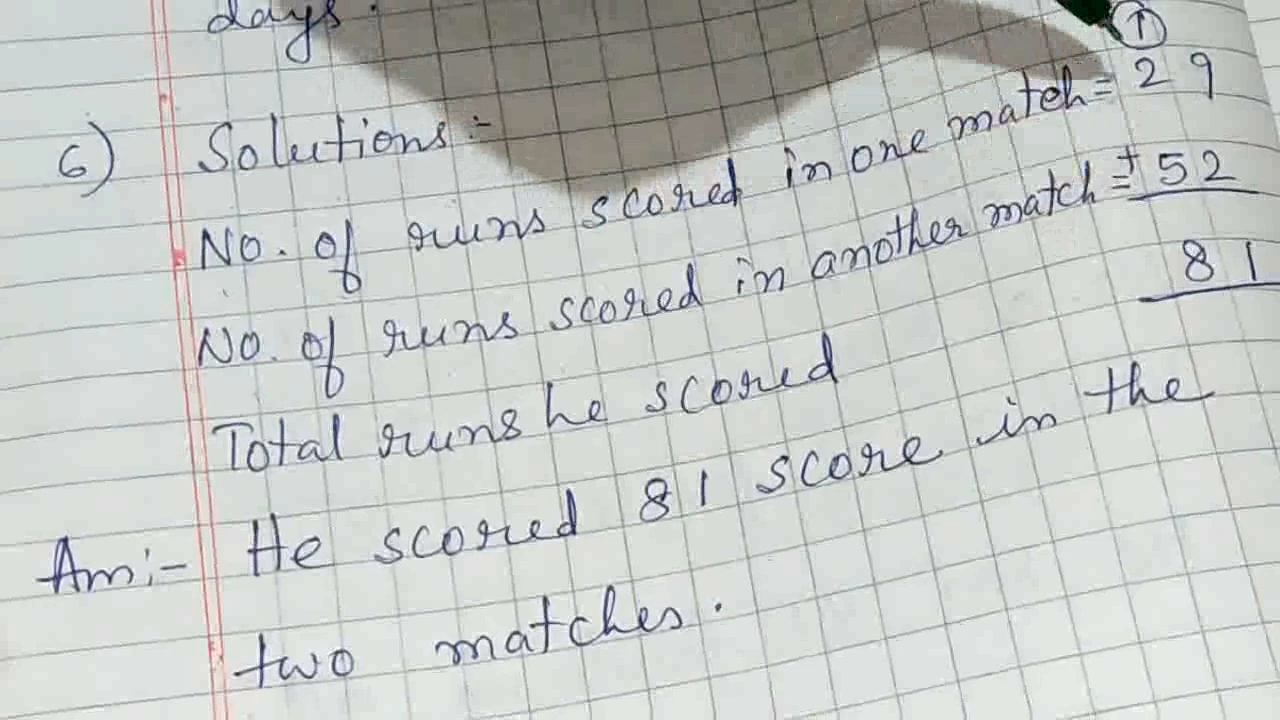 days.
①
6) Solutions :-
No. of runs scored in one match = 29
No. of runs scored in another match = + 52
81
Total runs he scored
Ans:- He scored 81 score in the
two matches.